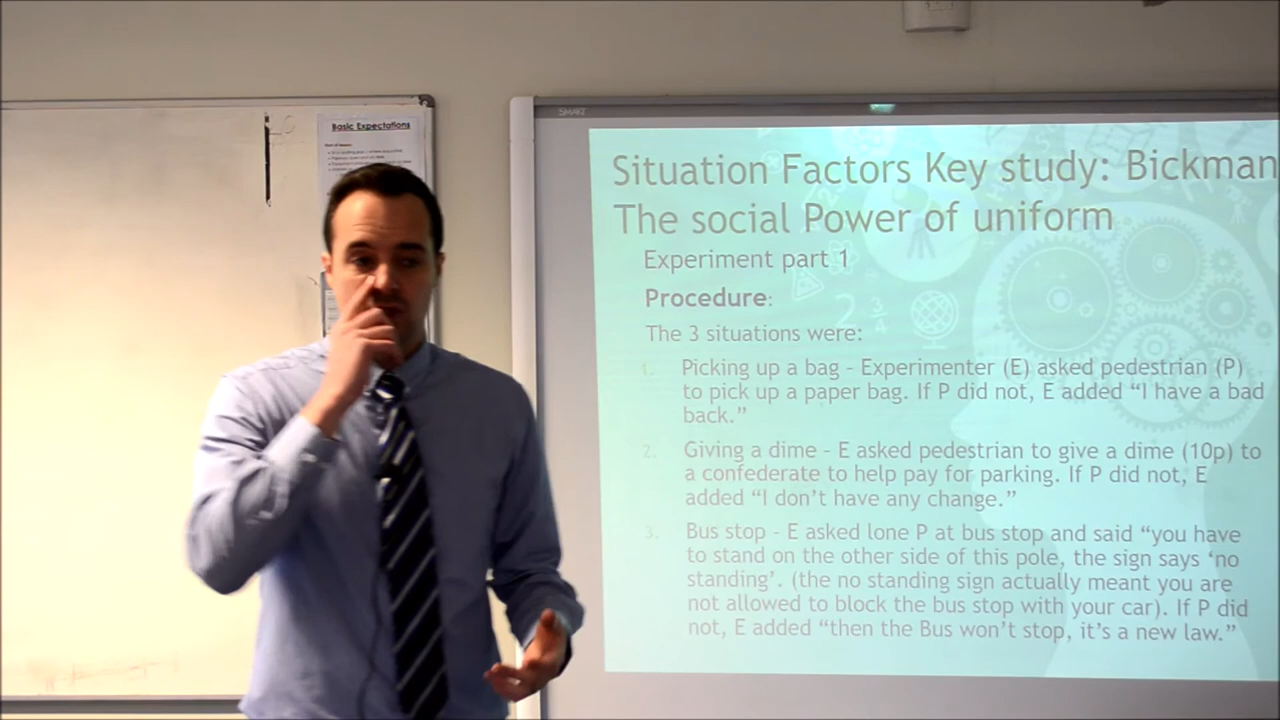 Basic Expectations
SMART
Situation Factors Key study: Bickman
The social Power of uniform
Experiment part 1
Procedure:
The 3 situations were:
1. Picking up a bag – Experimenter (E) asked pedestrian (P)
to pick up a paper bag. If P did not, E added “I have a bad
back.”
2. Giving a dime – E asked pedestrian to give a dime (10p) to
a confederate to help pay for parking. If P did not, E
added “I don’t have any change.”
3. Bus stop – E asked lone P at bus stop and said “you have
to stand on the other side of this pole, the sign says ‘no
standing’. (the no standing sign actually meant you are
not allowed to block the bus stop with your car). If P did
not, E added “then the Bus won’t stop, it’s a new law.”